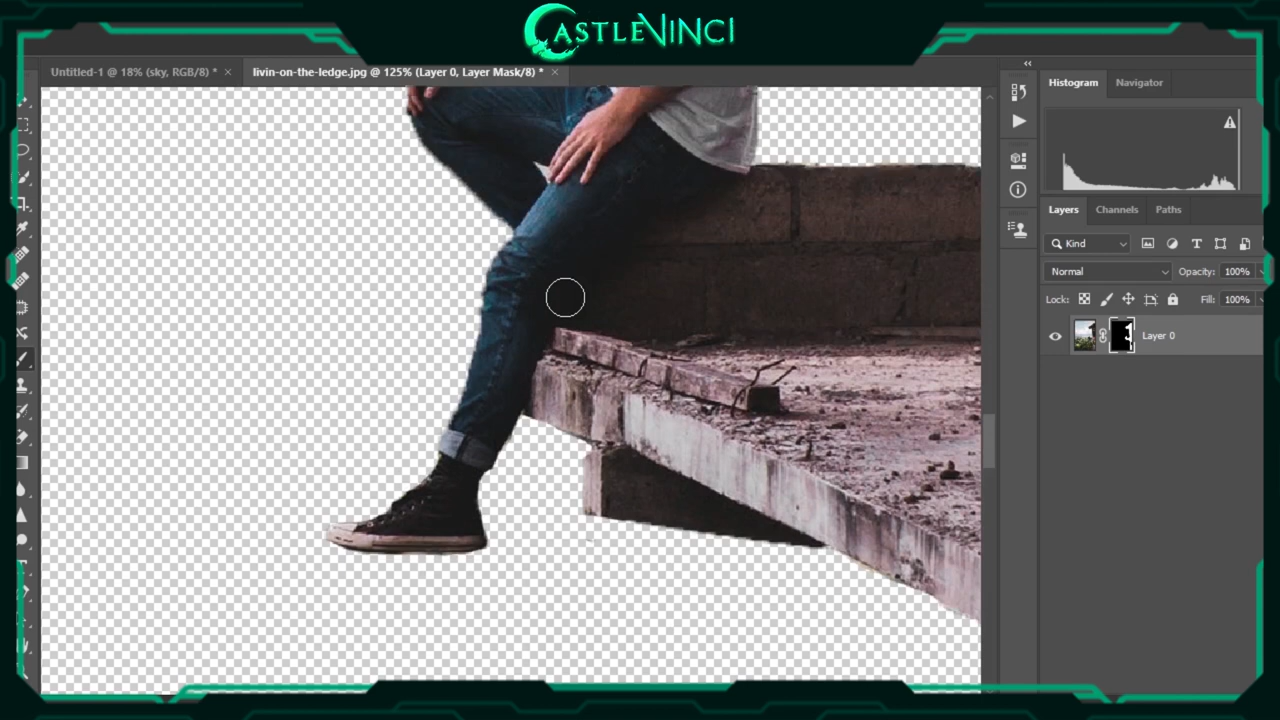 CASTLEVINCI
Untitled-1 @ 18% (sky, RGB/8) * ×
livin-on-the-ledge.jpg @ 125% (Layer 0, Layer Mask/8) * ×
Histogram Navigator
Layers Channels Paths
Kind
Normal Opacity: 100%
Lock: Fill: 100%
Layer 0